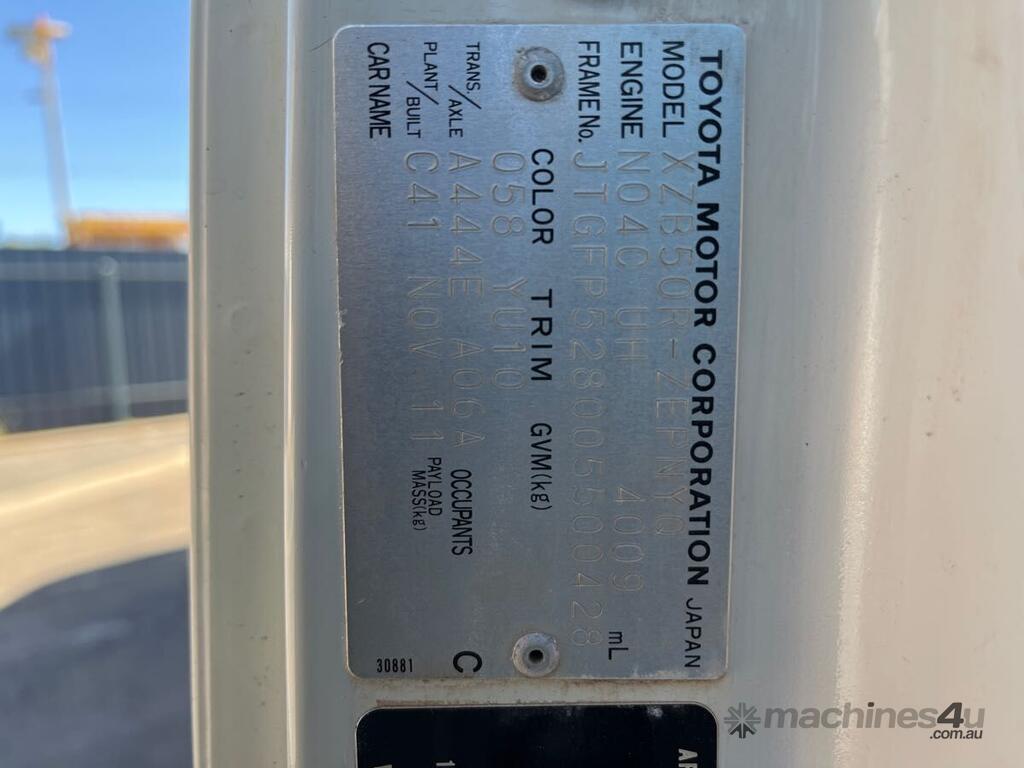 TOYOTA MOTOR CORPORATION JAPAN
MODEL XZB50R-ZEPNYQ
ENGINE N04C UH 4009 mL
FRAME No. JTGFP528005500428
COLOR TRIM GVM(kg)
058 YU10
TRANS./AXLE A444E A06A OCCUPANTS C
PLANT/BUILT C41 NOV.11 PAYLOAD MASS(kg)
CAR NAME 30881
machines4u
.com.au